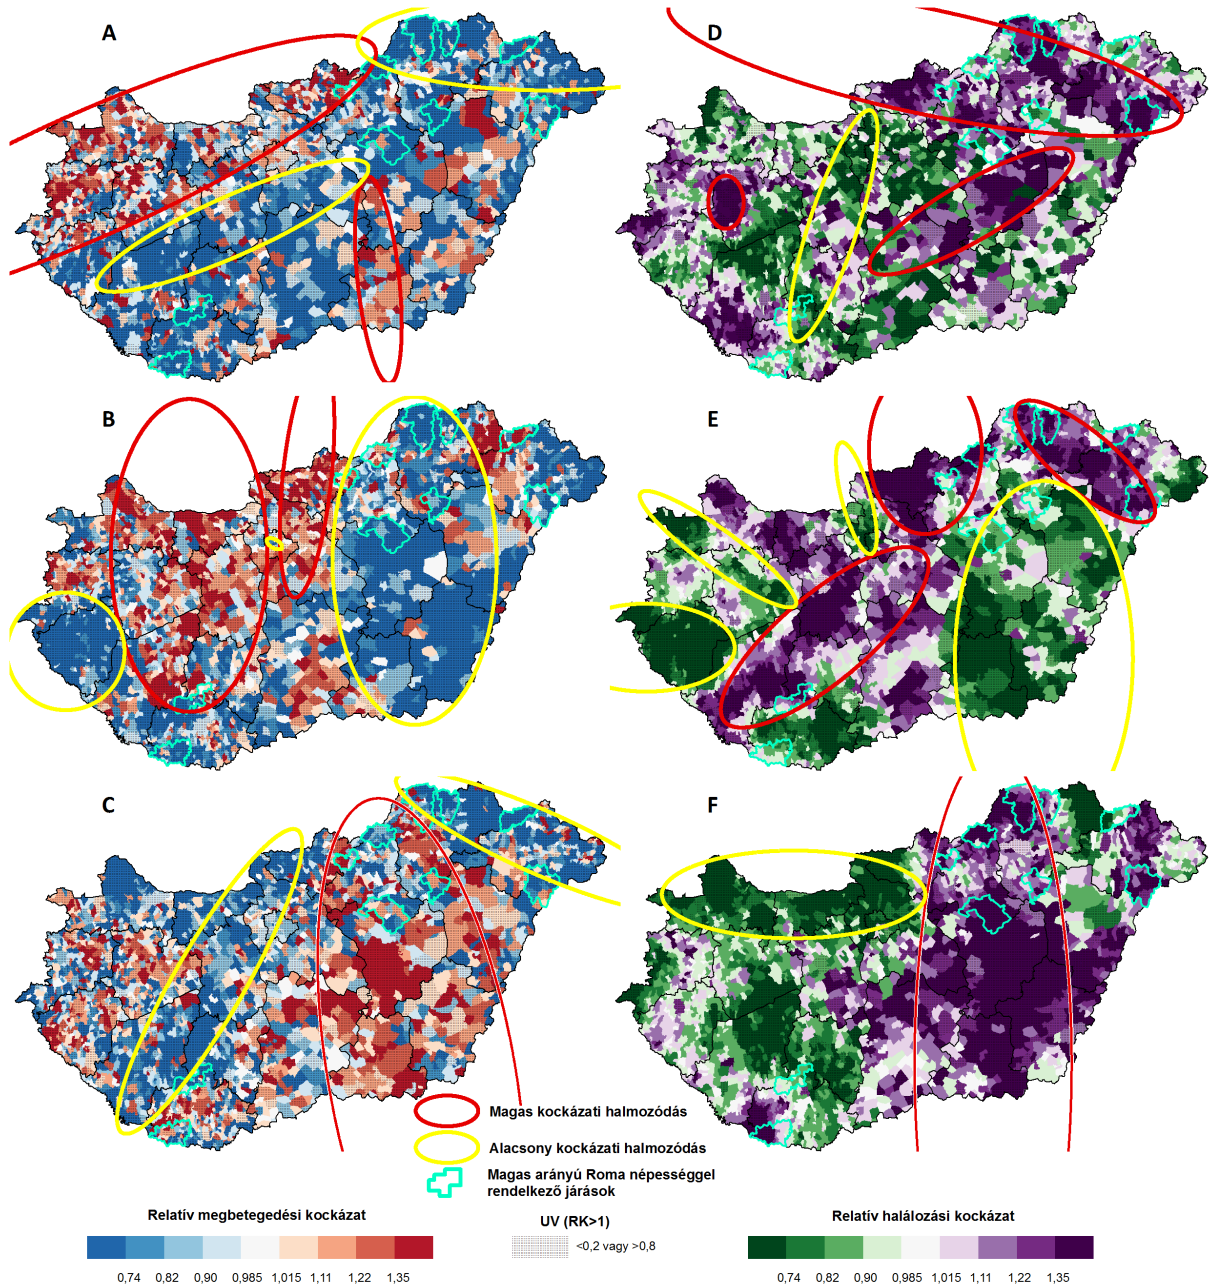 A
D
B
E
C
F
Magas kockázati halmozódás
Alacsony kockázati halmozódás
Magas arányú Roma népességgel
rendelkező járások
Relatív megbetegedési kockázat
UV (RK>1)
Relatív halálozási kockázat
<0,2 vagy >0,8
0,74 0,82 0,90 0,985 1,015 1,11 1,22 1,35
0,74 0,82 0,90 0,985 1,015 1,11 1,22 1,35